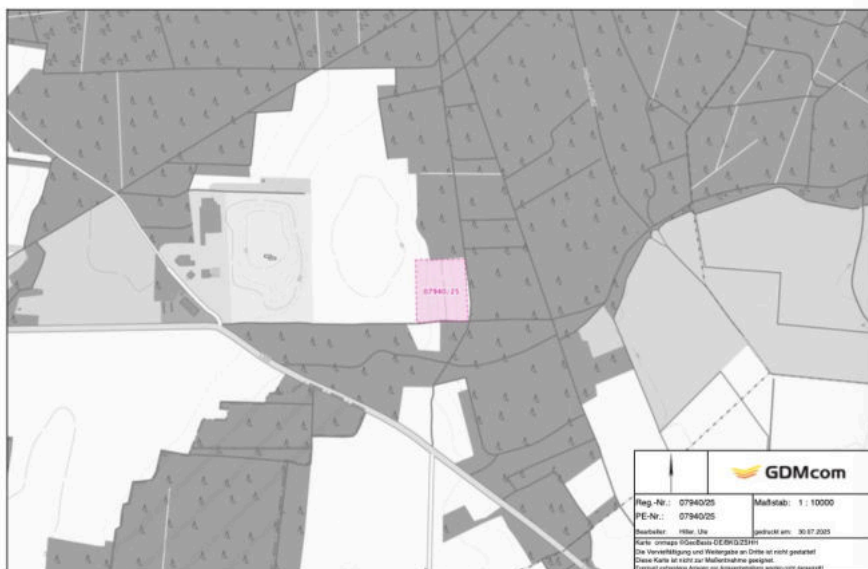 07940/25
GDMcom
Reg.-Nr.: 07940/25 Maßstab: 1 : 10000
PE-Nr.: 07940/25
Bearbeiter: Hiller, Ute gedruckt am: 30.07.2025
Karte: onmaps ©GeoBasis-DE/BKG/ZSHH
Die Vervielfältigung und Weitergabe an Dritte ist nicht gestattet!
Diese Karte ist nicht zur Maßentnahme geeignet.